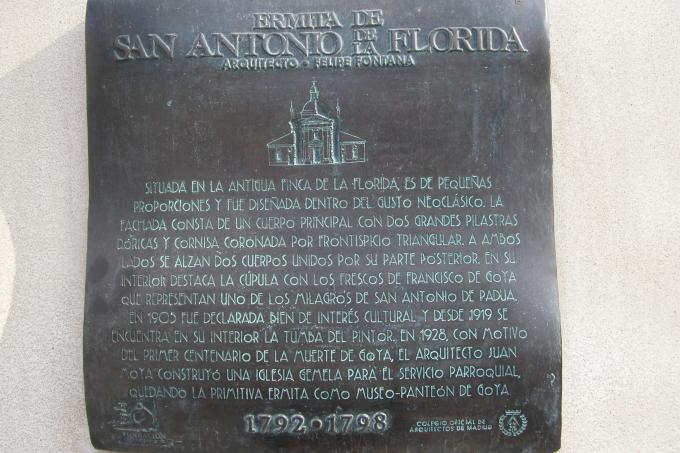 ERMITA DE
SAN ANTONIO DE LA FLORIDA
ARQUITECTO • FELIPE FONTANA
SITUADA EN LA ANTIGUA FINCA DE LA FLORIDA, ES DE PEQUEÑAS
PROPORCIONES Y FUE DISEÑADA DENTRO DEL GUSTO NEOCLÁSICO. LA
FACHADA CONSTA DE UN CUERPO PRINCIPAL CON DOS GRANDES PILASTRAS
DÓRICAS Y CORNISA CORONADA POR FRONTISPICIO TRIANGULAR. A AMBOS
LADOS SE ALZAN DOS CUERPOS UNIDOS POR SU PARTE POSTERIOR. EN SU
INTERIOR DESTACA LA CÚPULA CON LOS FRESCOS DE FRANCISCO DE GOYA
QUE REPRESENTAN UNO DE LOS MILAGROS DE SAN ANTONIO DE PADUA.
EN 1905 FUE DECLARADA BIEN DE INTERÉS CULTURAL Y DESDE 1919 SE
ENCUENTRA EN SU INTERIOR LA TUMBA DEL PINTOR. EN 1928, CON MOTIVO
DEL PRIMER CENTENARIO DE LA MUERTE DE GOYA, EL ARQUITECTO JUAN
MOYA CONSTRUYÓ UNA IGLESIA GEMELA PARA EL SERVICIO PARROQUIAL,
QUEDANDO LA PRIMITIVA ERMITA COMO MUSEO-PANTEÓN DE GOYA.
1792 • 1798
COLEGIO OFICIAL DE
ARQUITECTOS DE MADRID
FUNDACIÓN